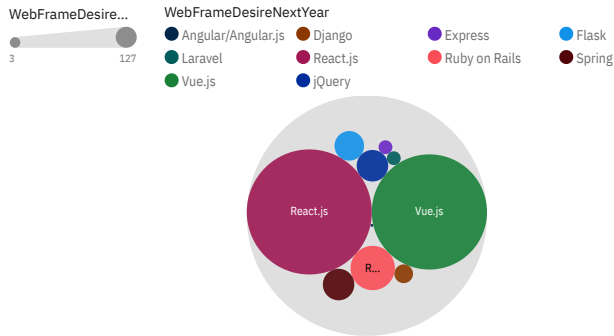 WebFrameDesire...
3 127
WebFrameDesireNextYear
Angular/Angular.js Django Express Flask
Laravel React.js Ruby on Rails Spring
Vue.js jQuery
React.js
Vue.js
R...